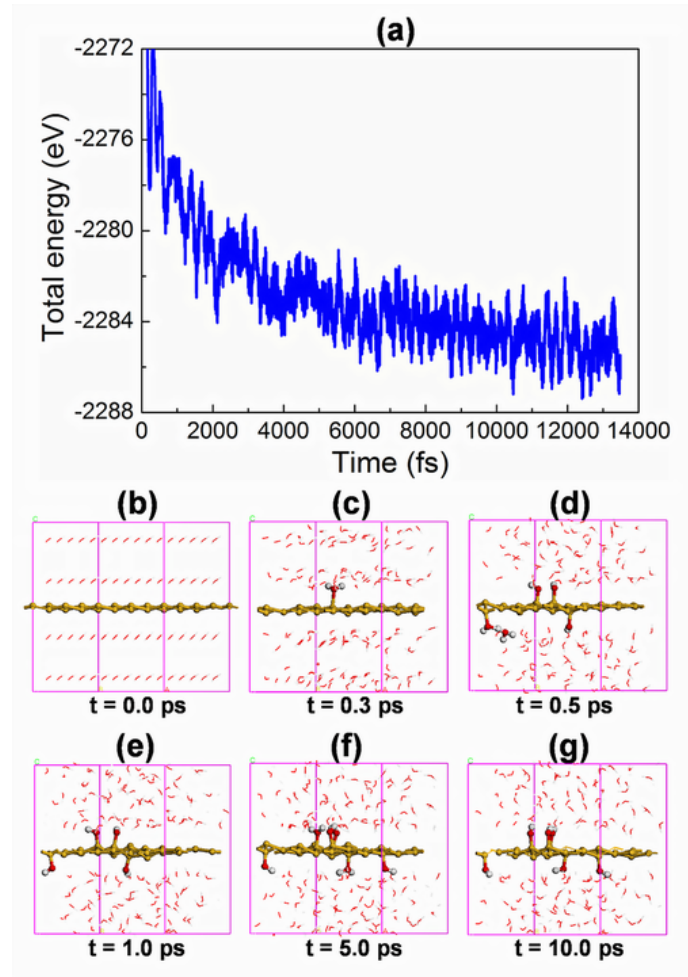 (a)
-2272
-2276
-2280
-2284
-2288
Total energy (eV)
0 2000 4000 6000 8000 10000 12000 14000
Time (fs)
(b) (c) (d)
t = 0.0 ps t = 0.3 ps t = 0.5 ps
(e) (f) (g)
t = 1.0 ps t = 5.0 ps t = 10.0 ps